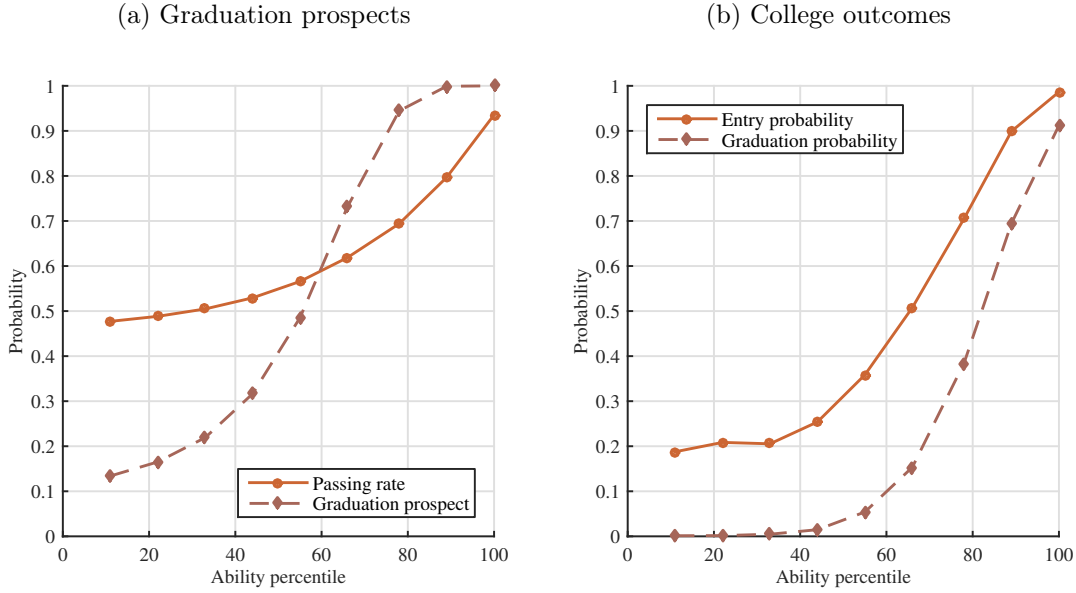 (a) Graduation prospects
Probability
1
0.9
0.8
0.7
0.6
0.5
0.4
0.3
0.2
0.1
0
Passing rate
Graduation prospect
0 20 40 60 80 100
Ability percentile
(b) College outcomes
Probability
1
0.9
0.8
0.7
0.6
0.5
0.4
0.3
0.2
0.1
0
Entry probability
Graduation probability
0 20 40 60 80 100
Ability percentile